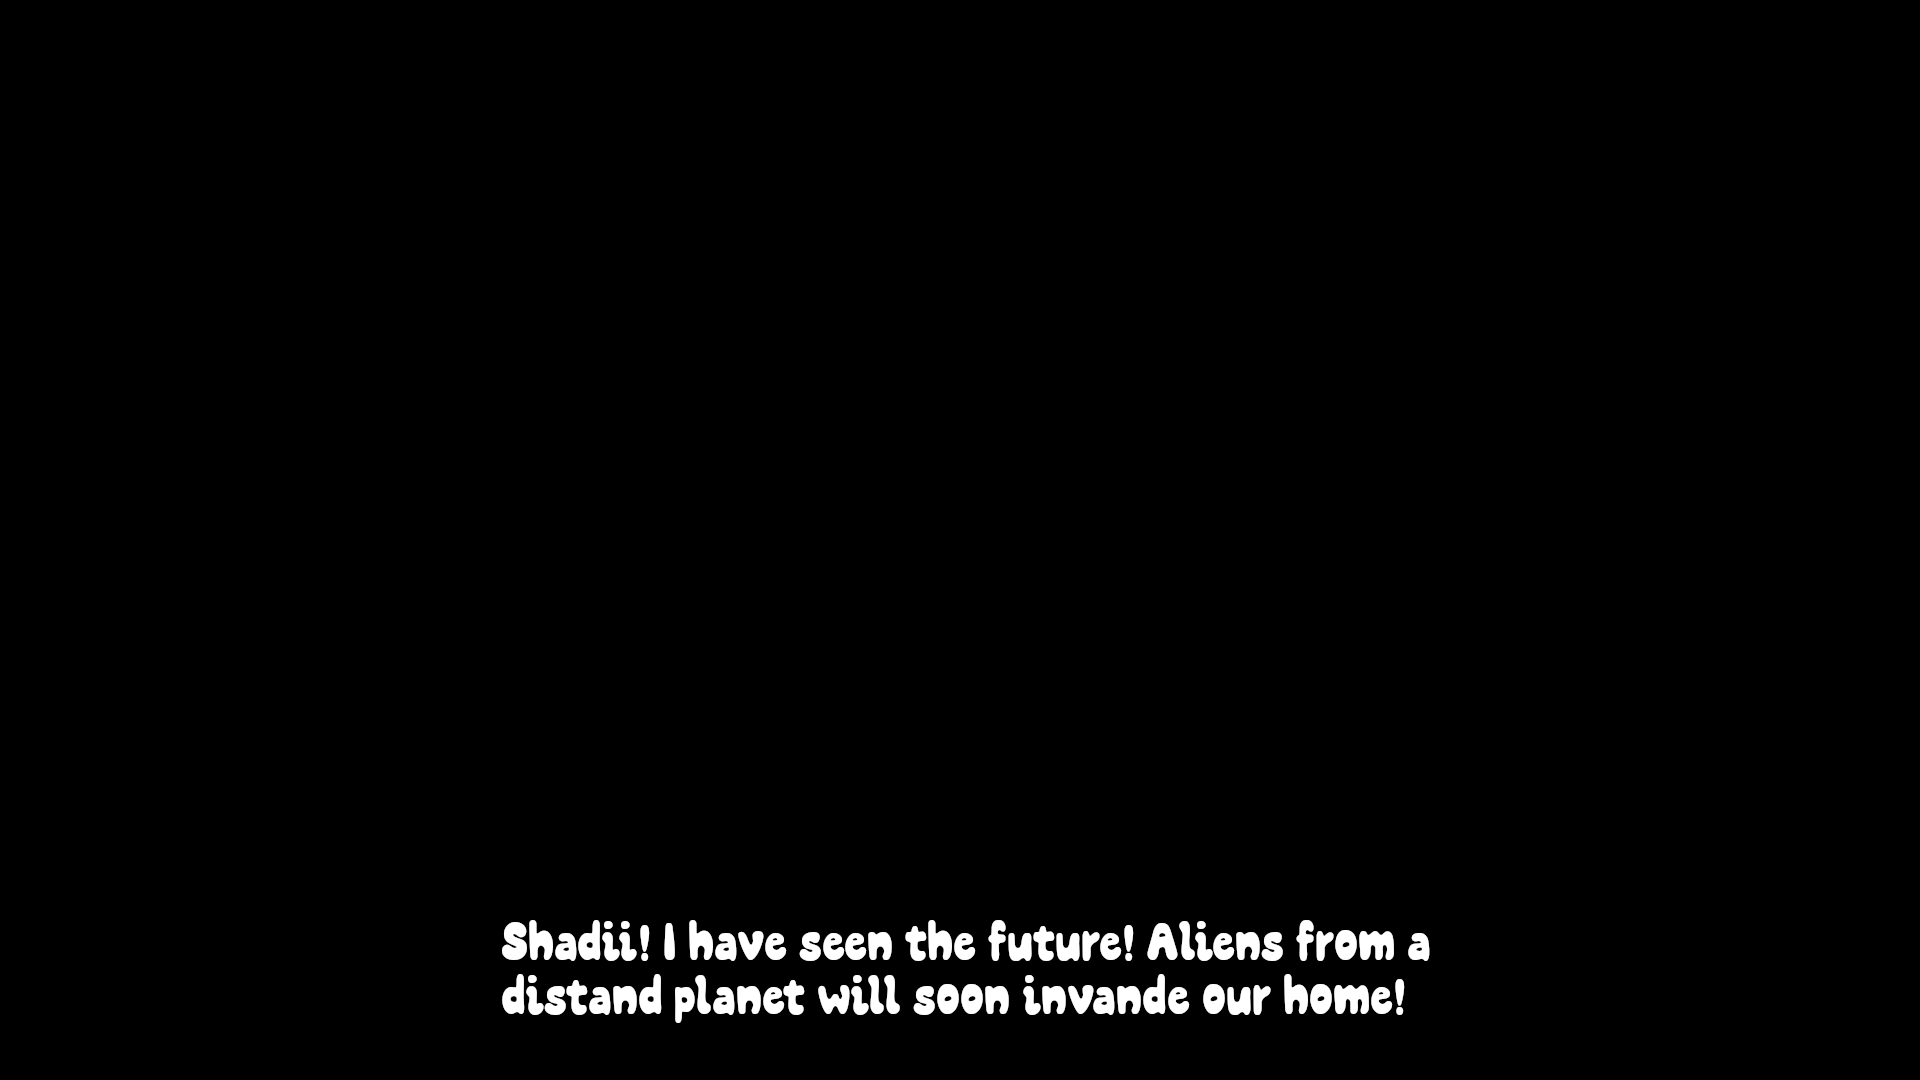 Shadii! I have seen the future! Aliens from a
distand planet will soon invande our home!